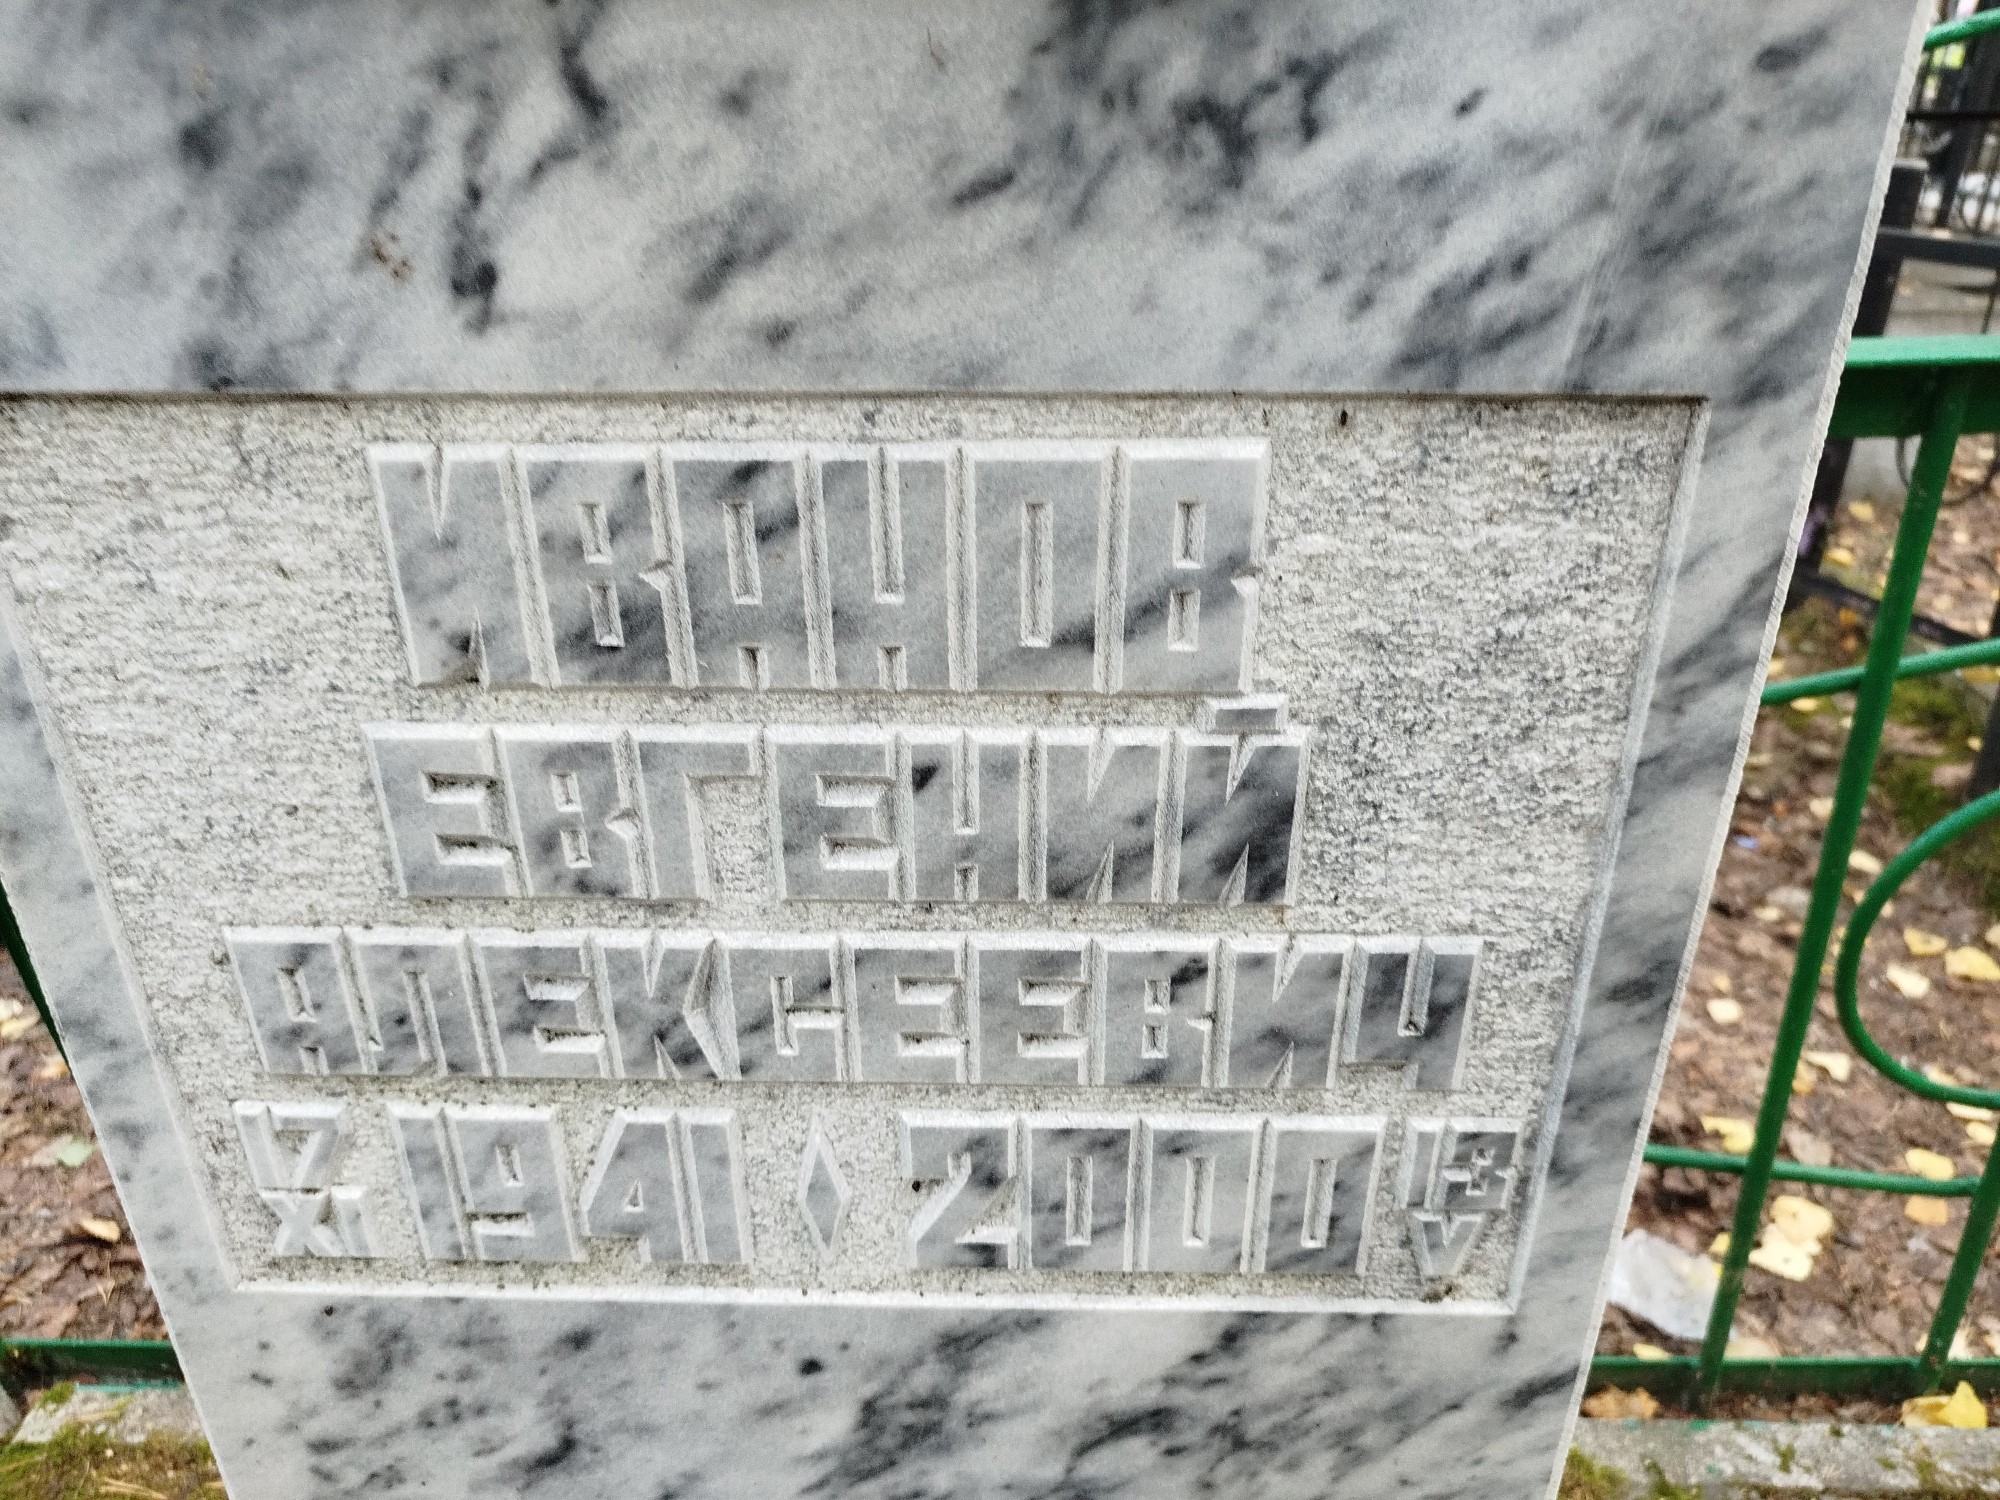 ИВАНОВ
ЕВГЕНИЙ
АЛЕКСЕЕВИЧ
17 XI 1941 2000 13 V